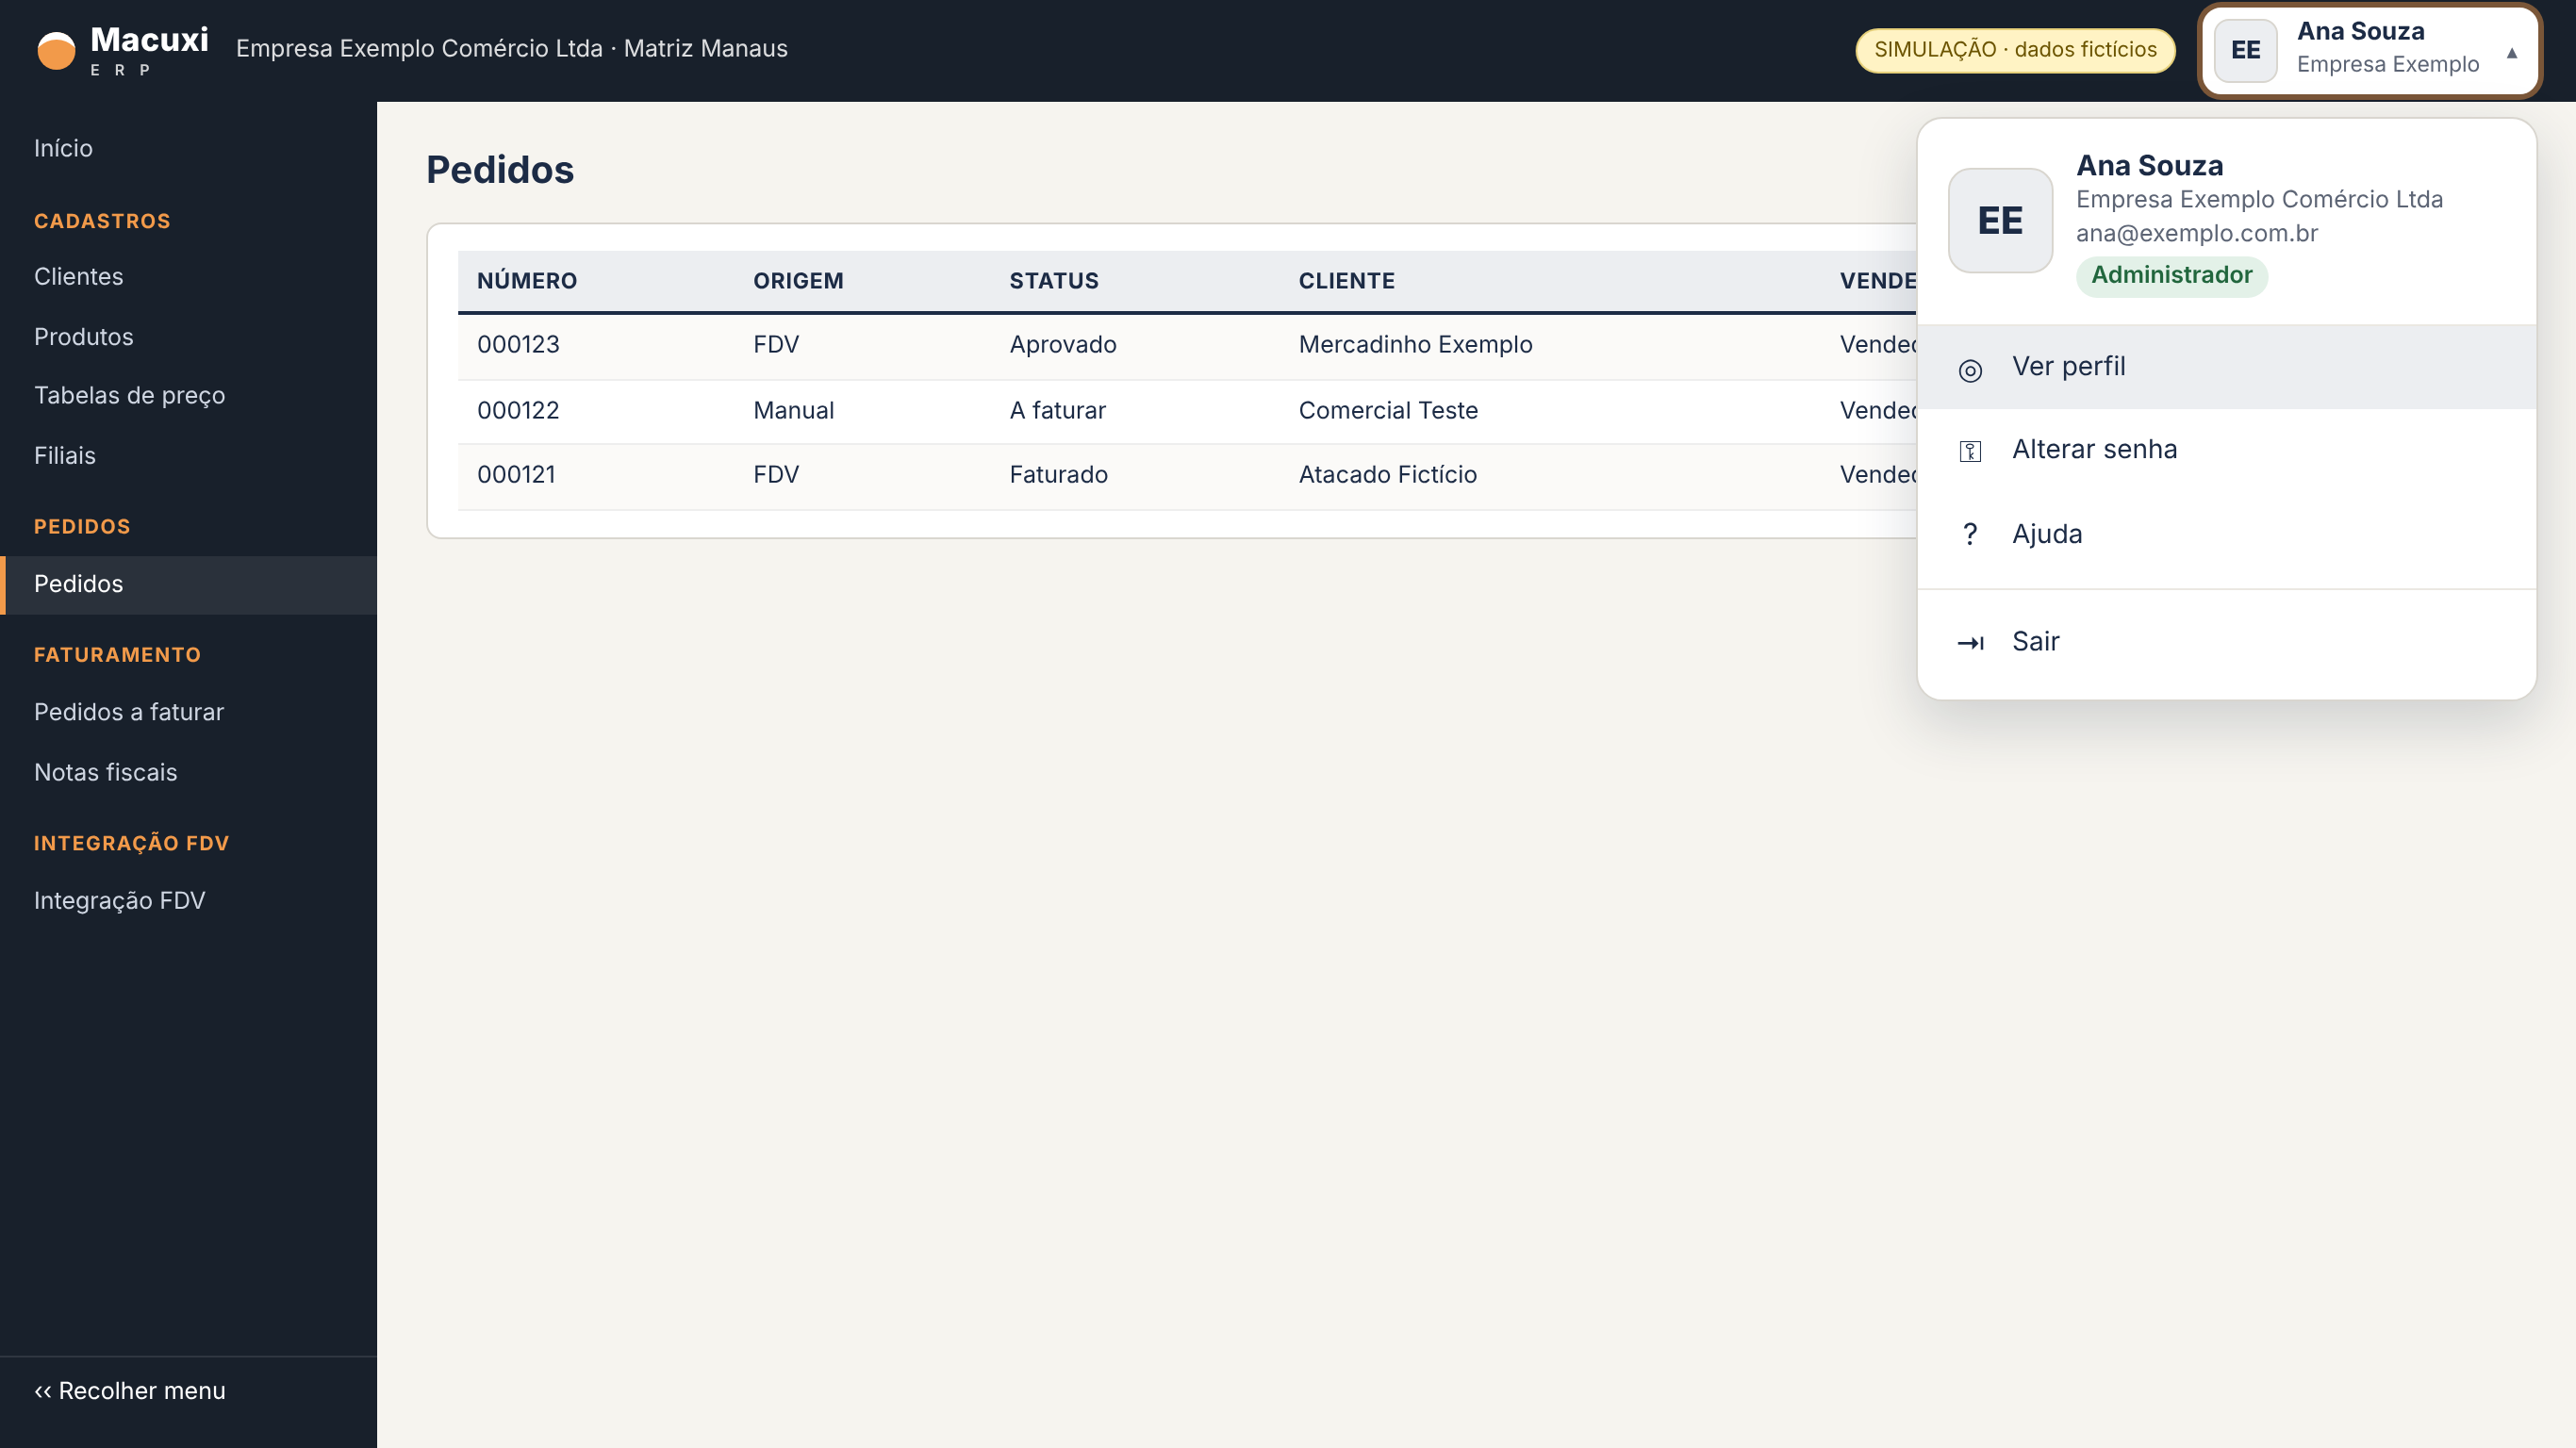 Macuxi
ERP
Empresa Exemplo Comércio Ltda · Matriz Manaus
SIMULAÇÃO · dados fictícios
EE
Ana Souza
Empresa Exemplo
Início
CADASTROS
Clientes
Produtos
Tabelas de preço
Filiais
PEDIDOS
Pedidos
FATURAMENTO
Pedidos a faturar
Notas fiscais
INTEGRAÇÃO FDV
Integração FDV
‹‹ Recolher menu
Pedidos
NÚMERO ORIGEM STATUS CLIENTE
000123 FDV Aprovado Mercadinho Exemplo
000122 Manual A faturar Comercial Teste
000121 FDV Faturado Atacado Fictício
EE
Ana Souza
Empresa Exemplo Comércio Ltda
ana@exemplo.com.br
Administrador
Ver perfil
Alterar senha
? Ajuda
Sair